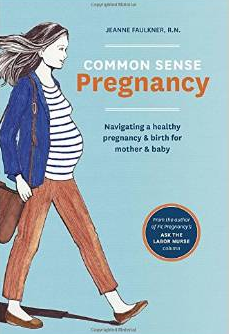 JEANNE FAULKNER, R.N.
COMMON SENSE
Pregnancy
Navigating a healthy
pregnancy & birth for
mother & baby
From the author
of Fit Pregnancy's
ASK THE
LABOR NURSE
column